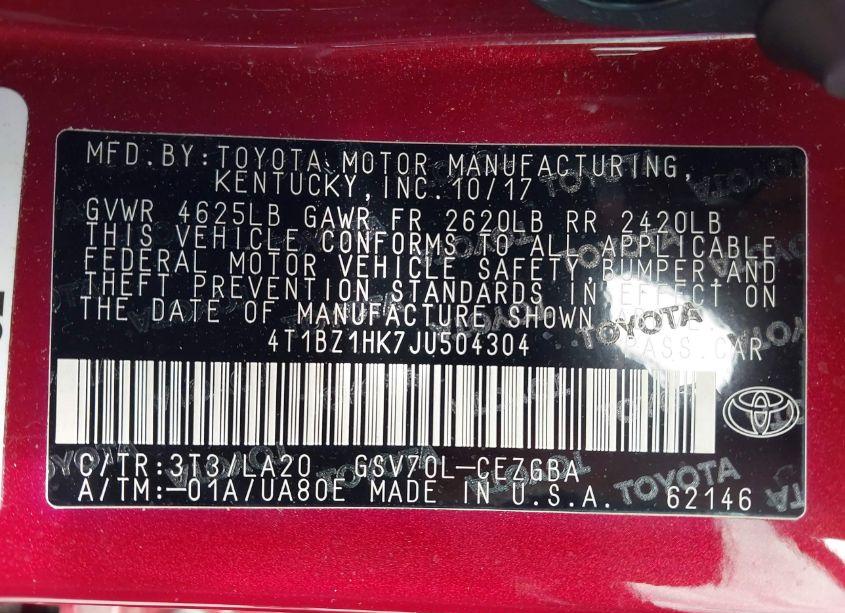 MFD.BY:TOYOTA MOTOR MANUFACTURING,
KENTUCKY, INC. 10/17
GVWR 4625LB GAWR FR 2620LB RR 2420LB
THIS VEHICLE CONFORMS TO ALL APPLICABLE
FEDERAL MOTOR VEHICLE SAFETY, BUMPER, AND
THEFT PREVENTION STANDARDS IN EFFECT ON
THE DATE OF MANUFACTURE SHOWN ABOVE.
4T1BZ1HK7JU504304 PASS.CAR
C/TR:3T3/LA20 GSV70L-CEZGBA
A/TM:-01A/UA80E MADE IN U.S.A. 62146
TOYOTA